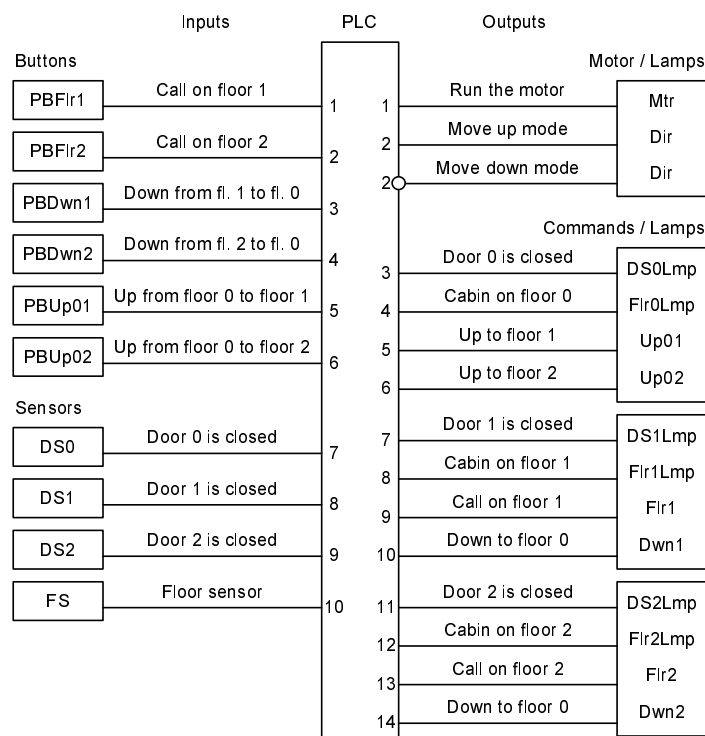 Inputs PLC Outputs
Buttons Motor / Lamps
PBFlr1 Call on floor 1 1 1 Run the motor Mtr
PBFlr2 Call on floor 2 2 2 Move up mode Dir
2 Move down mode Dir
PBDwn1 Down from fl. 1 to fl. 0 3
Commands / Lamps
PBDwn2 Down from fl. 2 to fl. 0 4 3 Door 0 is closed DS0Lmp
PBUp01 Up from floor 0 to floor 1 5 4 Cabin on floor 0 Flr0Lmp
PBUp02 Up from floor 0 to floor 2 6 5 Up to floor 1 Up01
6 Up to floor 2 Up02
Sensors
DS0 Door 0 is closed 7 7 Door 1 is closed DS1Lmp
DS1 Door 1 is closed 8 8 Cabin on floor 1 Flr1Lmp
9 Call on floor 1 Flr1
DS2 Door 2 is closed 9 10 Down to floor 0 Dwn1
FS Floor sensor 10 11 Door 2 is closed DS2Lmp
12 Cabin on floor 2 Flr2Lmp
13 Call on floor 2 Flr2
14 Down to floor 0 Dwn2